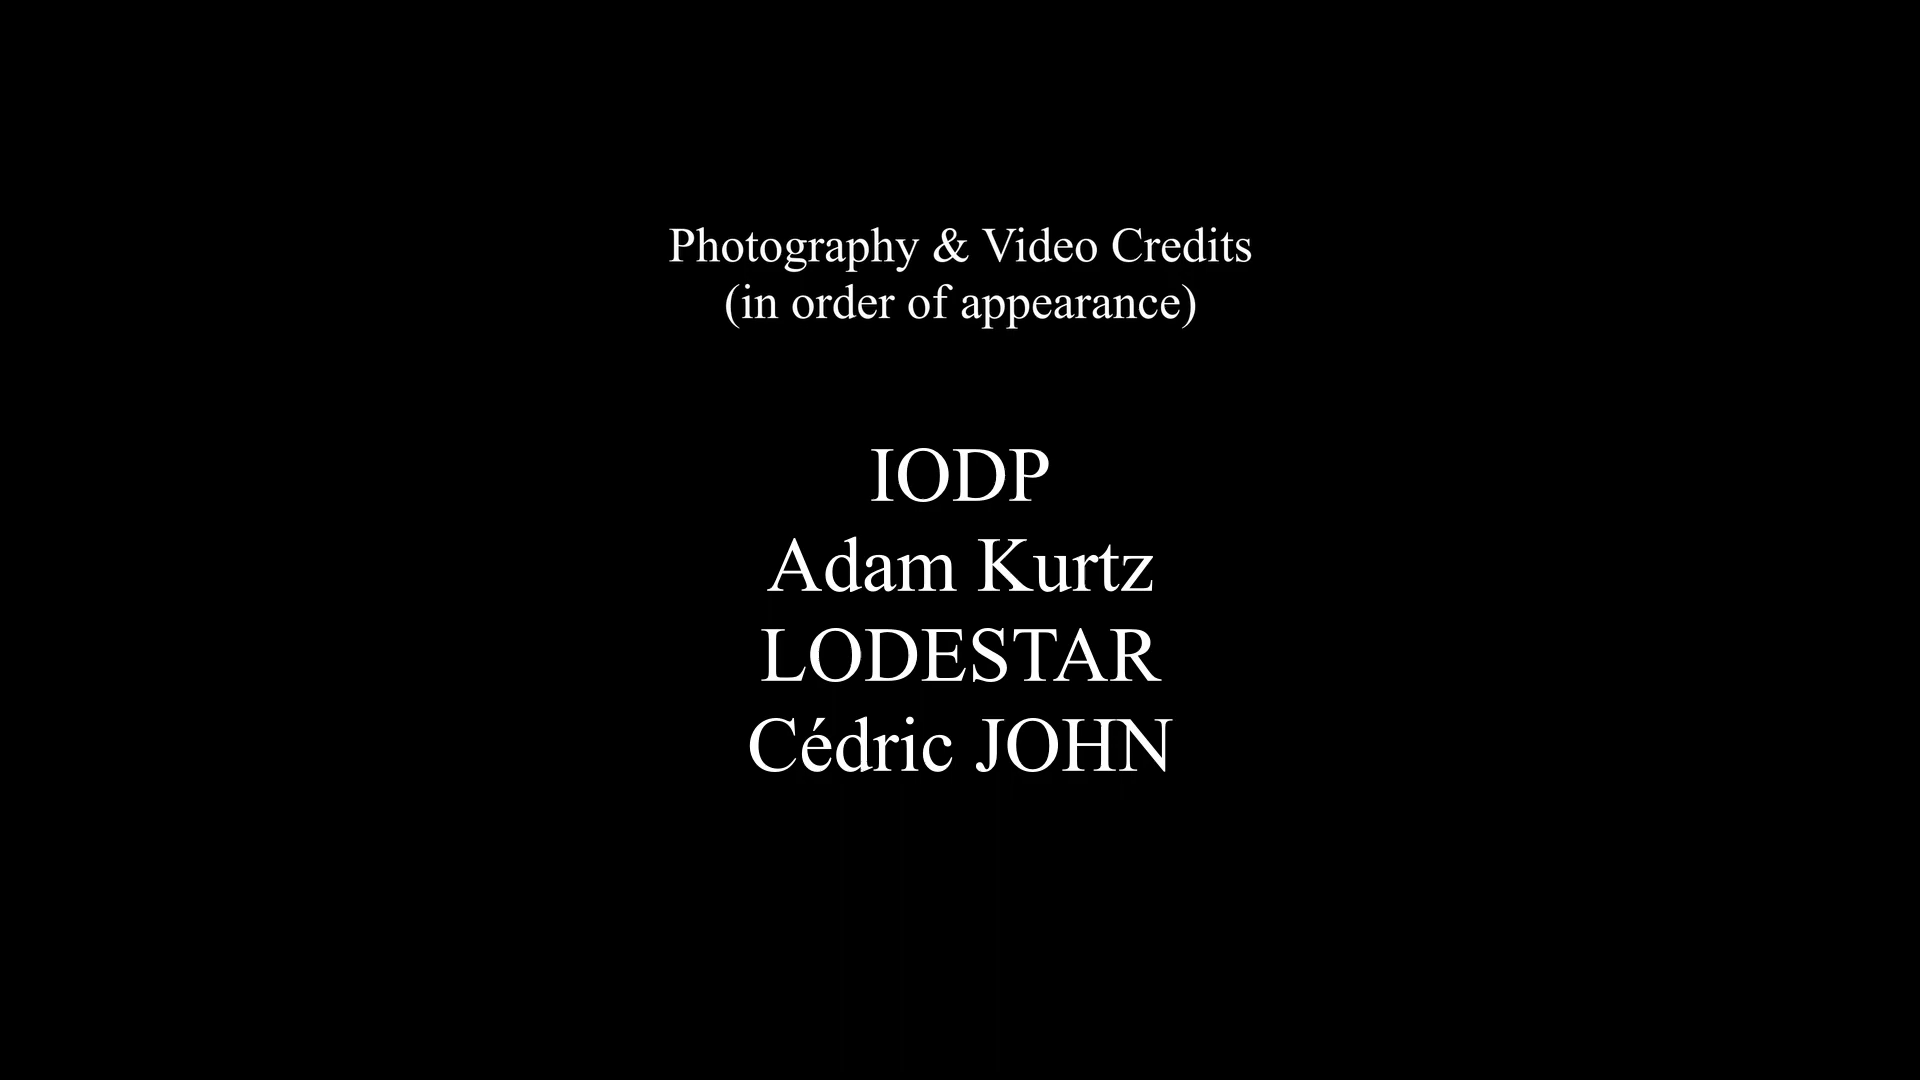 Photography & Video Credits
(in order of appearance)
IODP
Adam Kurtz
LODESTAR
Cédric JOHN